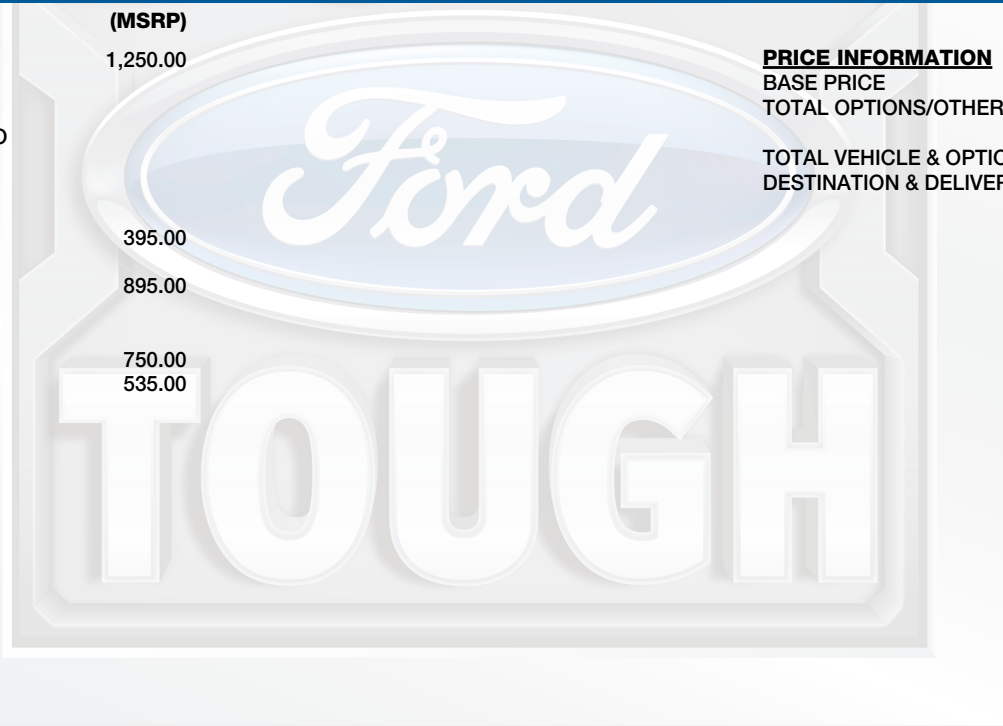 (MSRP)
1,250.00
395.00
895.00
750.00
535.00
PRICE INFORMATION
BASE PRICE
TOTAL OPTIONS/OTHER
TOTAL VEHICLE & OPTIO
DESTINATION & DELIVER
Ford
TOUGH